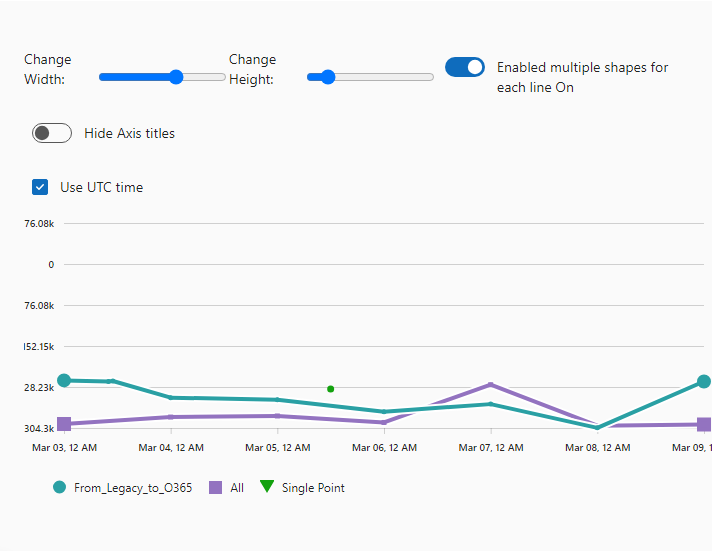 Change
Width:
Change
Height:
Enabled multiple shapes for
each line On
Hide Axis titles
Use UTC time
76.08k
0
76.08k
152.15k
28.23k
304.3k
Mar 03, 12 AM
Mar 04, 12 AM
Mar 05, 12 AM
Mar 06, 12 AM
Mar 07, 12 AM
Mar 08, 12 AM
Mar 09, 1
From_Legacy_to_O365
All
Single Point